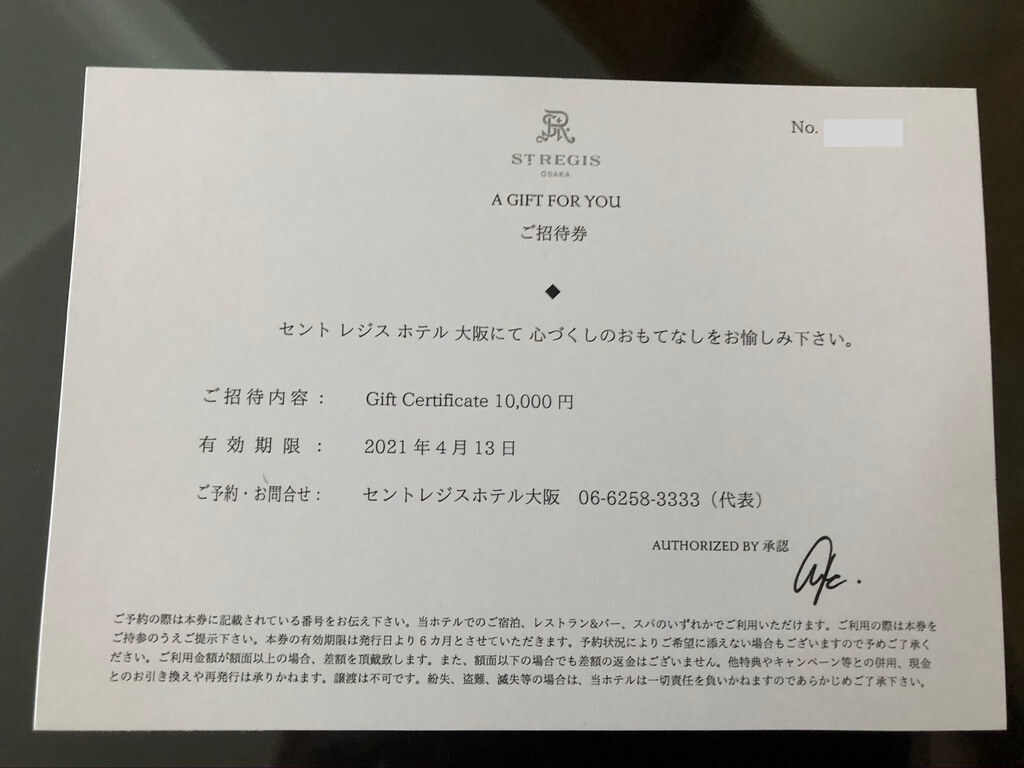 No.
ST REGIS
OSAKA
A GIFT FOR YOU
ご招待券
セント レジス ホテル 大阪にて 心づくしのおもてなしをお愉しみ下さい。
ご招待内容： Gift Certificate 10,000 円
有効期限： 2021 年 4 月 13 日
ご予約・お問合せ： セントレジスホテル大阪 06-6258-3333（代表）
AUTHORIZED BY 承認
ご予約の際は本券に記載されている番号をお伝え下さい。当ホテルでのご宿泊、レストラン&バー、スパのいずれかでご利用いただけます。ご利用の際は本券を
ご持参のうえご提示下さい。本券の有効期限は発行日より 6 カ月とさせていただきます。予約状況によりご希望に添えない場合もございますので予めご了承く
ださい。ご利用金額が額面以上の場合、差額を頂戴致します。また、額面以下の場合でも差額の返金はございません。他特典やキャンペーン等との併用、現金
とのお引き換えや再発行は承りかねます。譲渡は不可です。紛失、盗難、滅失等の場合は、当ホテルは一切責任を負いかねますのであらかじめご了承下さい。